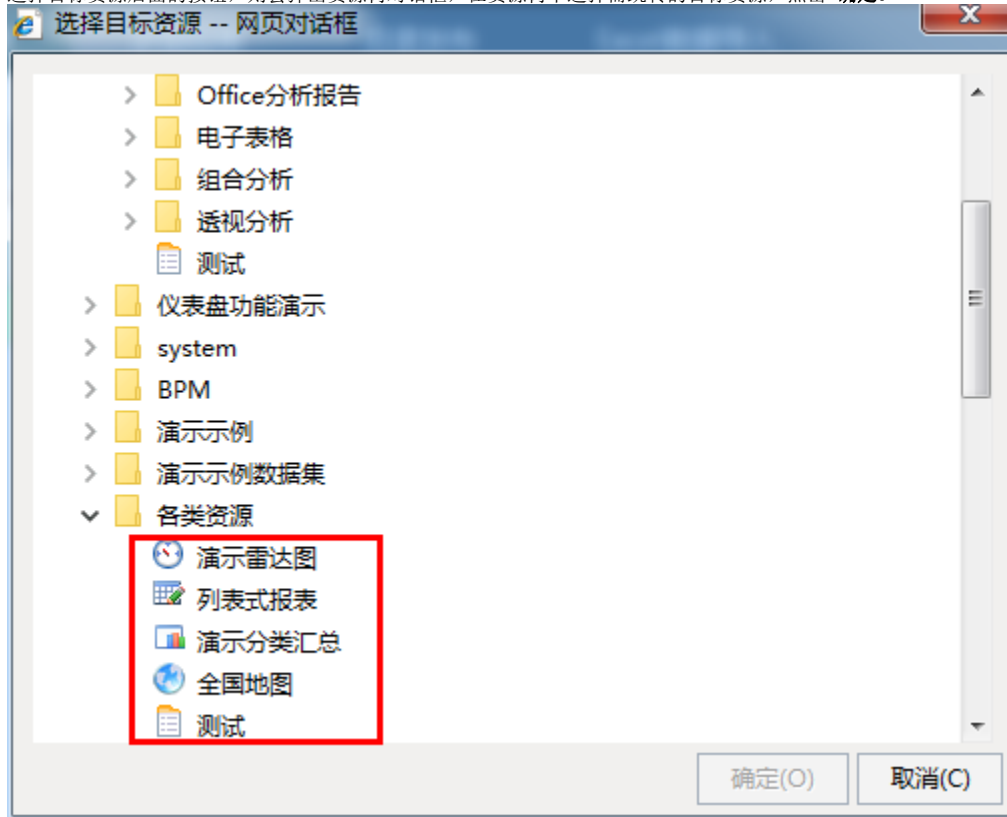 选择目标资源 -- 网页对话框
Office分析报告
电子表格
组合分析
透视分析
测试
仪表盘功能演示
system
BPM
演示示例
演示示例数据集
各类资源
演示雷达图
列表式报表
演示分类汇总
全国地图
测试
确定(O)
取消(C)